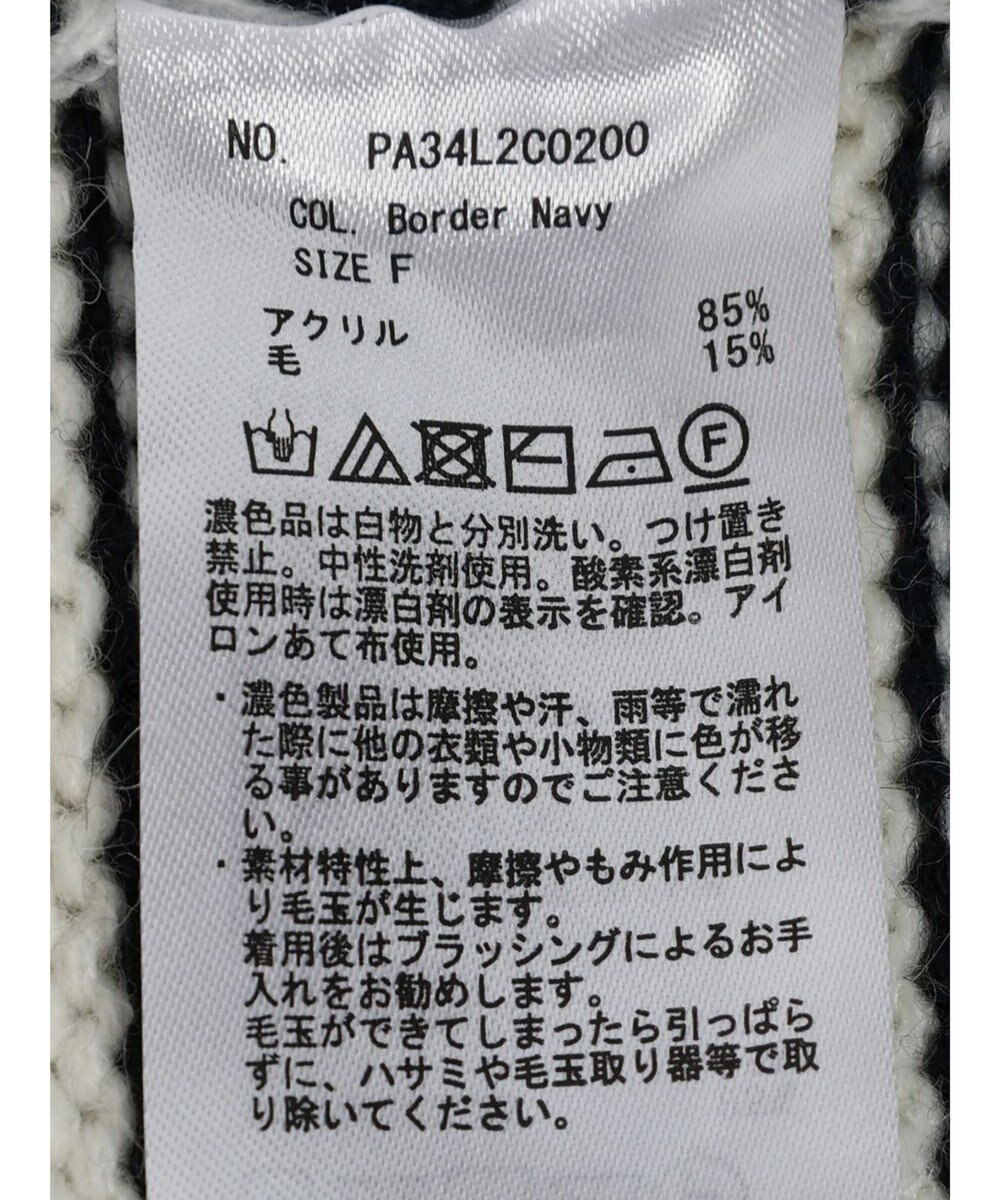 NO. PA34L2C0200
COL. Border Navy
SIZE F
アクリル 85%
毛 15%
F
濃色品は白物と分別洗い。つけ置き
禁止。中性洗剤使用。酸素系漂白剤
使用時は漂白剤の表示を確認。アイ
ロンあて布使用。
・濃色製品は摩擦や汗、雨等で濡れ
た際に他の衣類や小物類に色が移
る事がありますのでご注意くださ
い。
・素材特性上、摩擦やもみ作用によ
り毛玉が生じます。
着用後はブラッシングによるお手
入れをお勧めします。
毛玉ができてしまったら引っぱら
ずに、ハサミや毛玉取り器等で取
り除いてください。